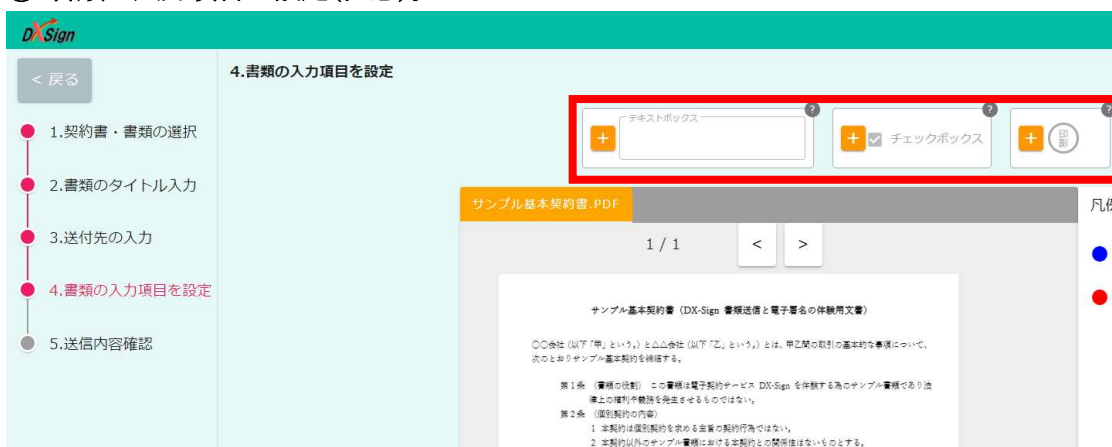 DXSign
< 戻る
4.書類の入力項目を設定
テキストボックス
?
+
?
+ チェックボックス
?
+ 印影
1.契約書・書類の選択
2.書類のタイトル入力
3.送付先の入力
4.書類の入力項目を設定
5.送信内容確認
サンプル基本契約書.PDF
1 / 1
<
>
サンプル基本契約書（DX-Sign 書類送信と電子署名の体験用文書）
〇〇会社（以下「甲」という。）と△△会社（以下「乙」という。）とは、甲乙間の取引の基本的な事項について、
次のとおりサンプル基本契約を締結する。
第1条 （書類の役割） この書類は電子契約サービス DX-Sign を体験する為のサンプル書類であり法
律上の権利や義務を発生させるものではない。
第2条 （個別契約の内容）
1 本契約は個別契約を求める主旨の契約行為ではない。
2 本契約以外のサンプル書類における本契約との関係性はないものとする。